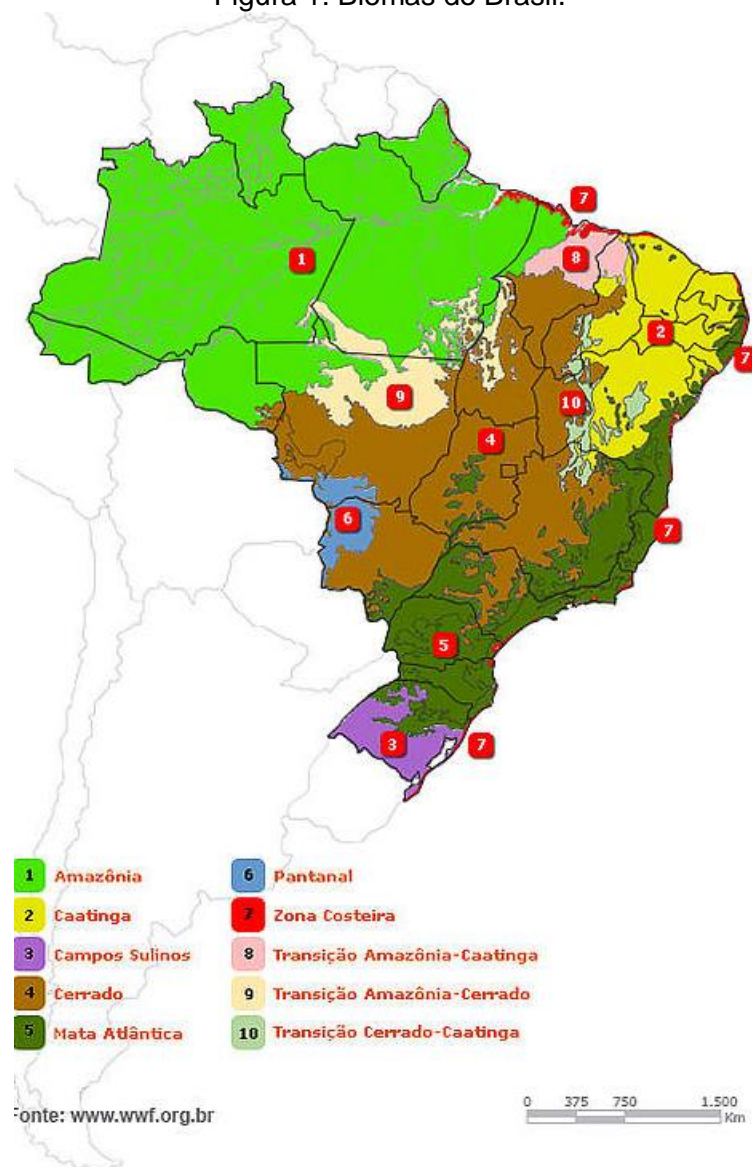 Figura 1: Biomas do Brasil.
7
8
1
2
7
10
9
4
6
7
5
3
7
1 Amazônia
2 Caatinga
3 Campos Sulinos
4 Cerrado
5 Mata Atlântica
6 Pantanal
7 Zona Costeira
8 Transição Amazônia-Caatinga
9 Transição Amazônia-Cerrado
10 Transição Cerrado-Caatinga
Fonte: www.wwf.org.br
0 375 750 1.500
Km